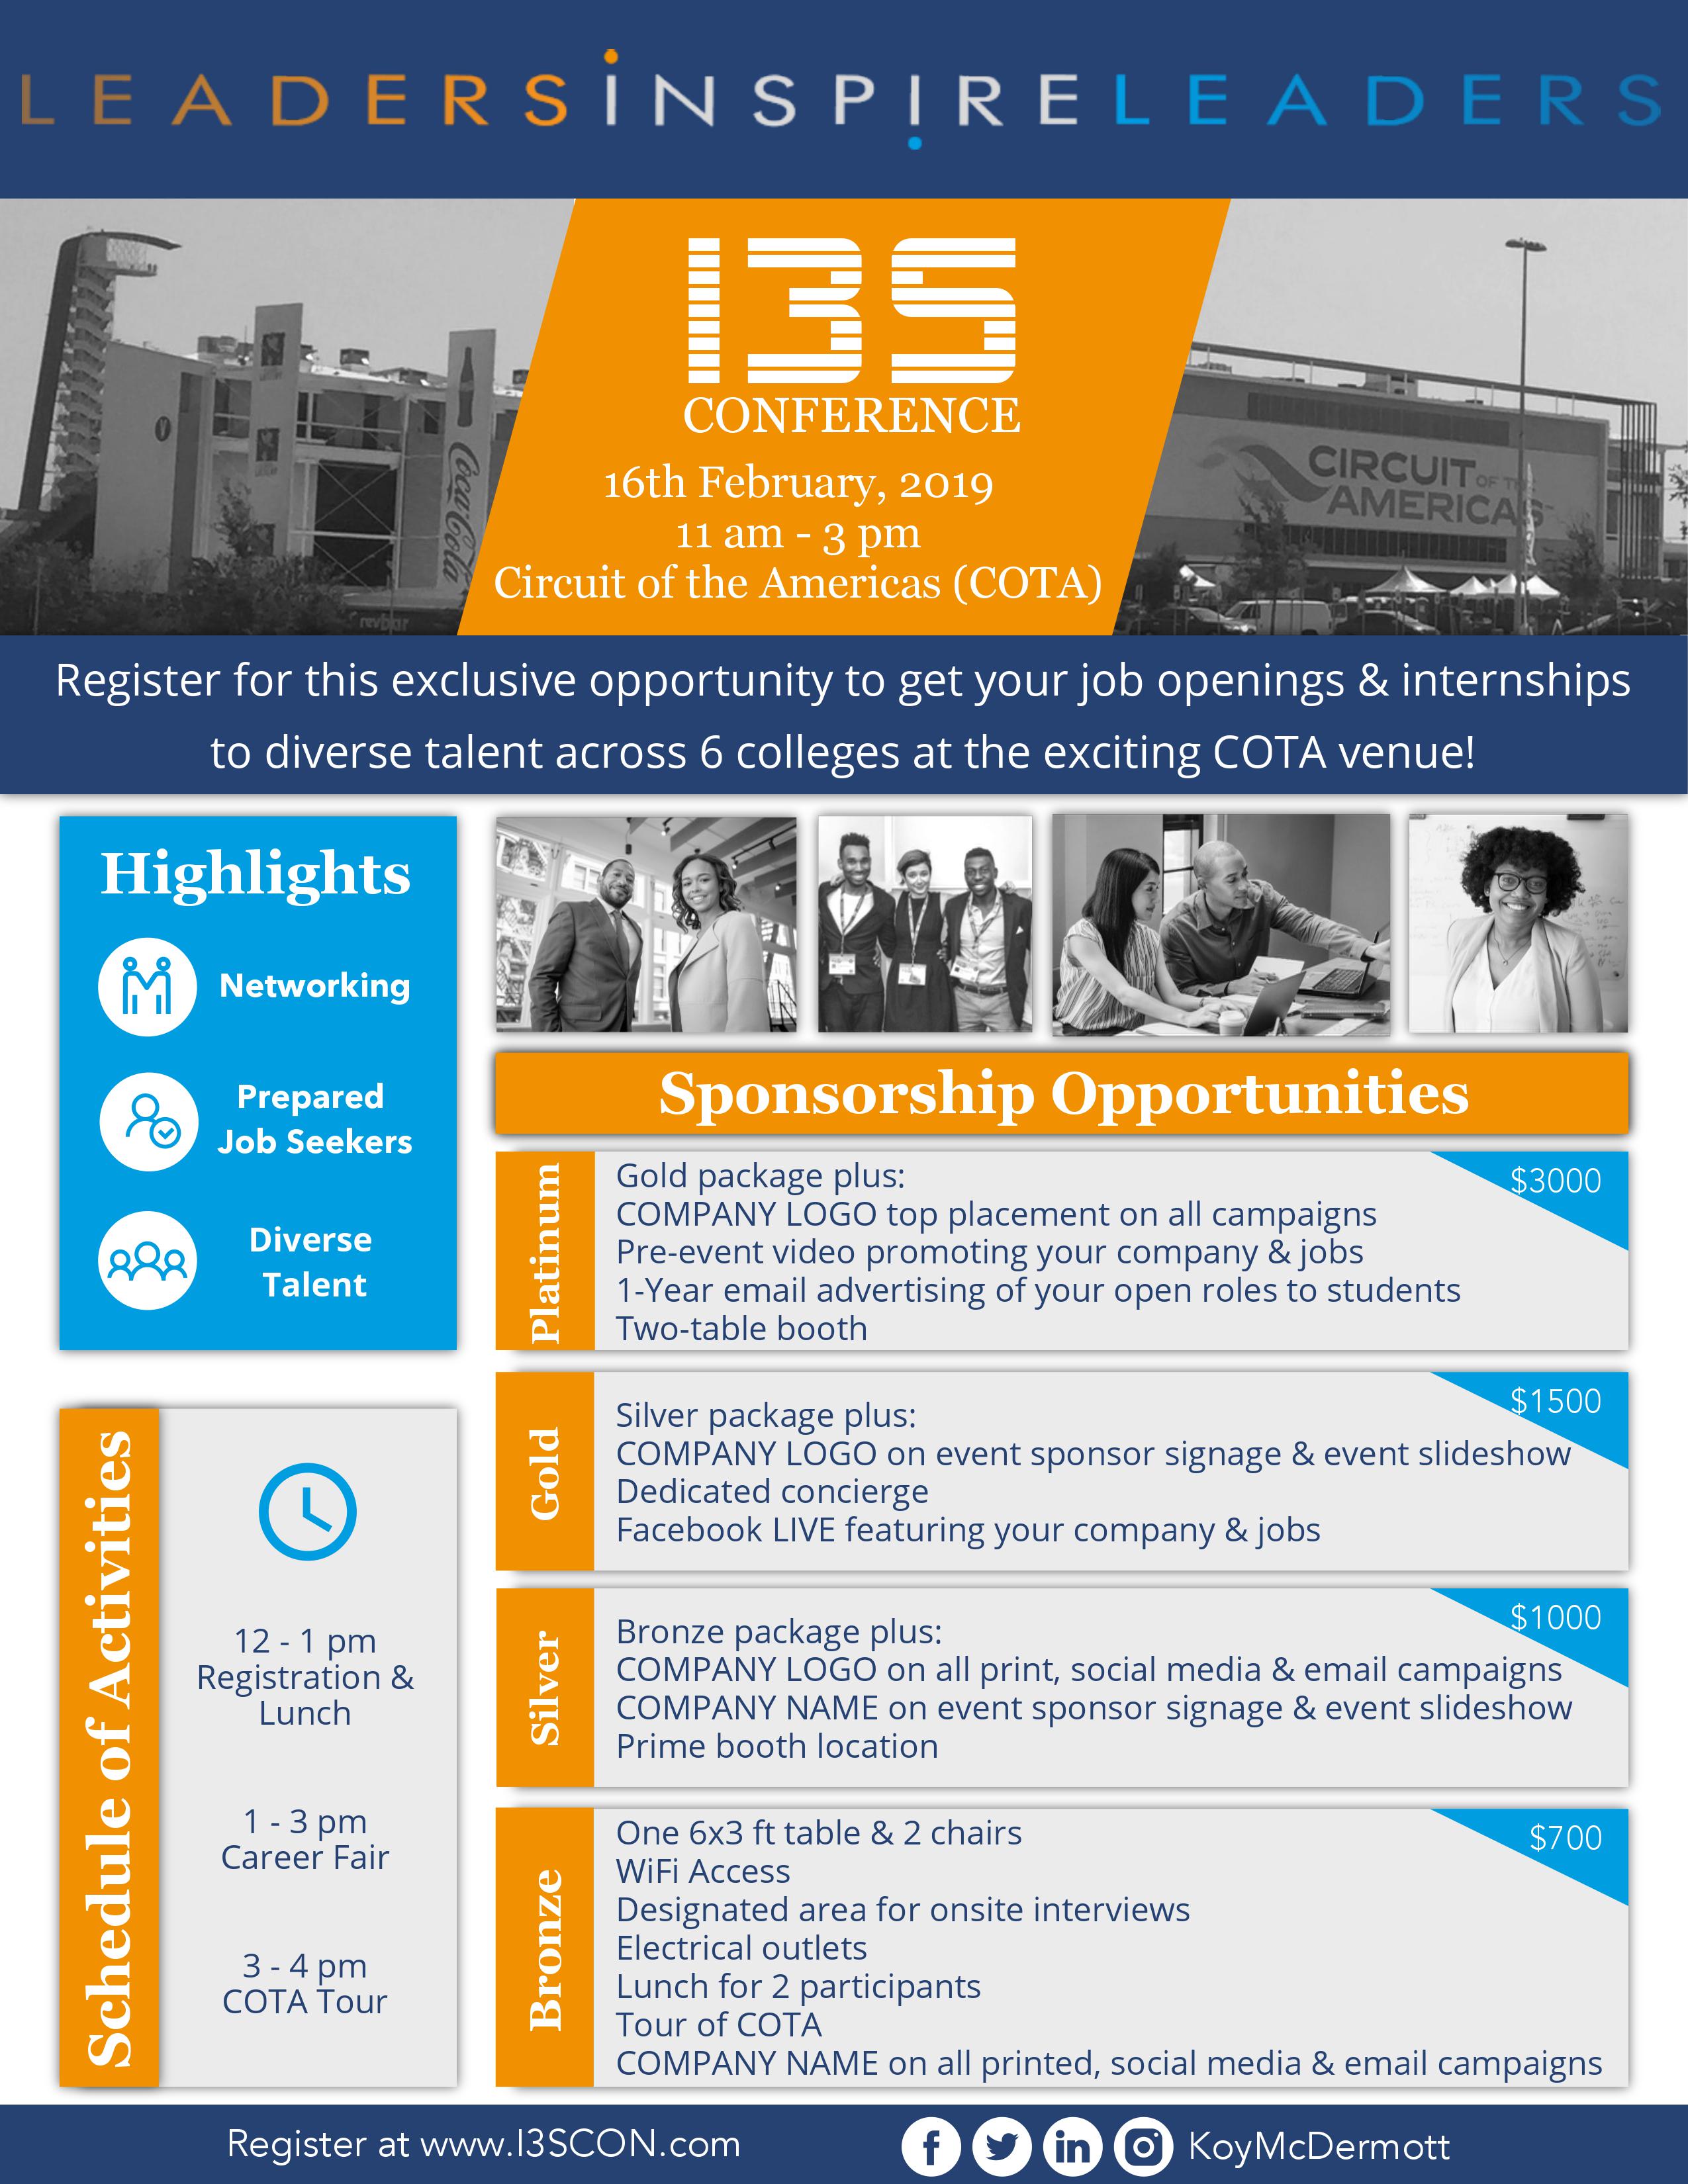 LEADERSiNSPIRELEADERS
I3S
CONFERENCE
16th February, 2019
11 am - 3 pm
Circuit of the Americas (COTA)
Coca-Cola
revbar
CIRCUIT OF THE
AMERICAS
Register for this exclusive opportunity to get your job openings & internships
to diverse talent across 6 colleges at the exciting COTA venue!
Highlights
Networking
Prepared
Job Seekers
Diverse
Talent
Schedule of Activities
12 - 1 pm
Registration &
Lunch
1 - 3 pm
Career Fair
3 - 4 pm
COTA Tour
Sponsorship Opportunities
Platinum
$3000
Gold package plus:
COMPANY LOGO top placement on all campaigns
Pre-event video promoting your company & jobs
1-Year email advertising of your open roles to students
Two-table booth
Gold
$1500
Silver package plus:
COMPANY LOGO on event sponsor signage & event slideshow
Dedicated concierge
Facebook LIVE featuring your company & jobs
Silver
$1000
Bronze package plus:
COMPANY LOGO on all print, social media & email campaigns
COMPANY NAME on event sponsor signage & event slideshow
Prime booth location
Bronze
$700
One 6x3 ft table & 2 chairs
WiFi Access
Designated area for onsite interviews
Electrical outlets
Lunch for 2 participants
Tour of COTA
COMPANY NAME on all printed, social media & email campaigns
Register at www.I3SCON.com
KoyMcDermott